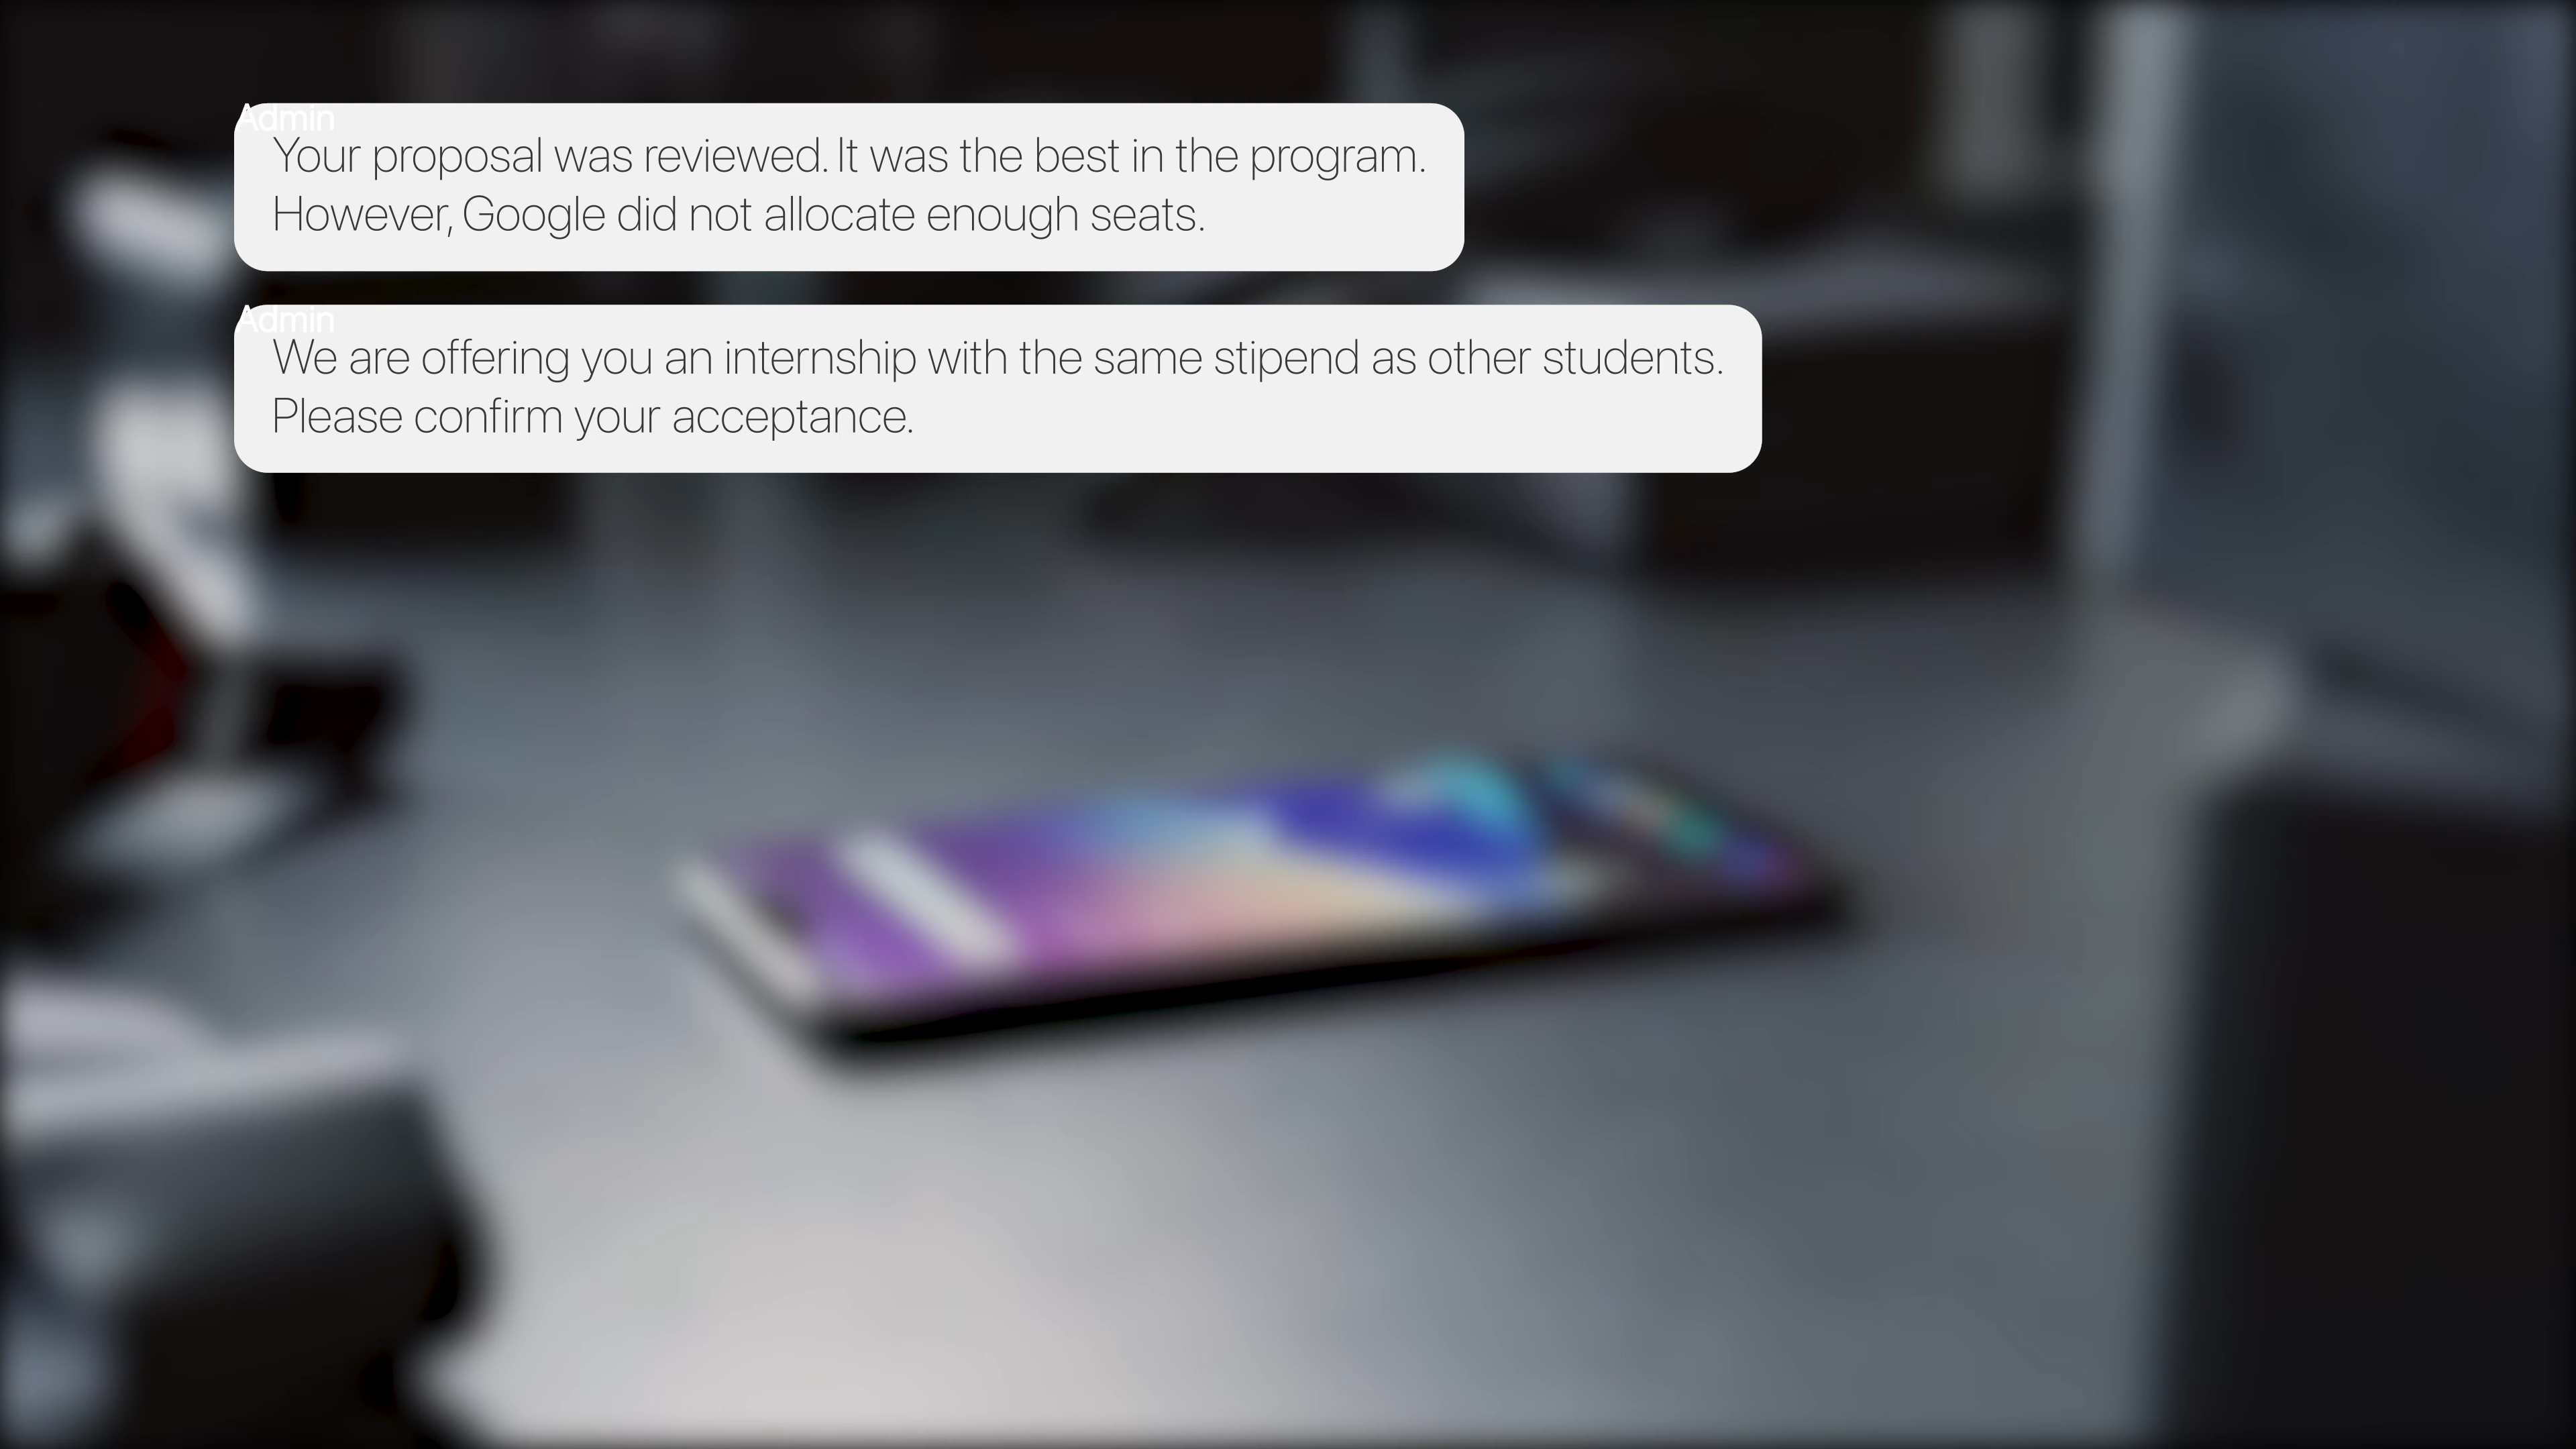 Admin
Your proposal was reviewed. It was the best in the program.
However, Google did not allocate enough seats.
Admin
We are offering you an internship with the same stipend as other students.
Please confirm your acceptance.